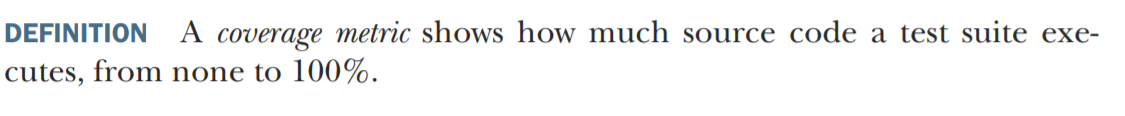 DEFINITION A coverage metric shows how much source code a test suite exe-
cutes, from none to 100%.